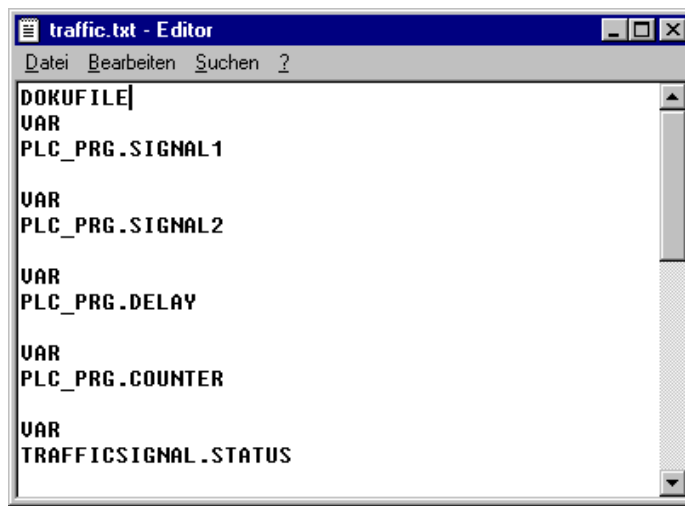 traffic.txt - Editor
Datei Bearbeiten Suchen ?
DOKUFILE
VAR
PLC_PRG.SIGNAL1
VAR
PLC_PRG.SIGNAL2
VAR
PLC_PRG.DELAY
VAR
PLC_PRG.COUNTER
VAR
TRAFFICSIGNAL.STATUS